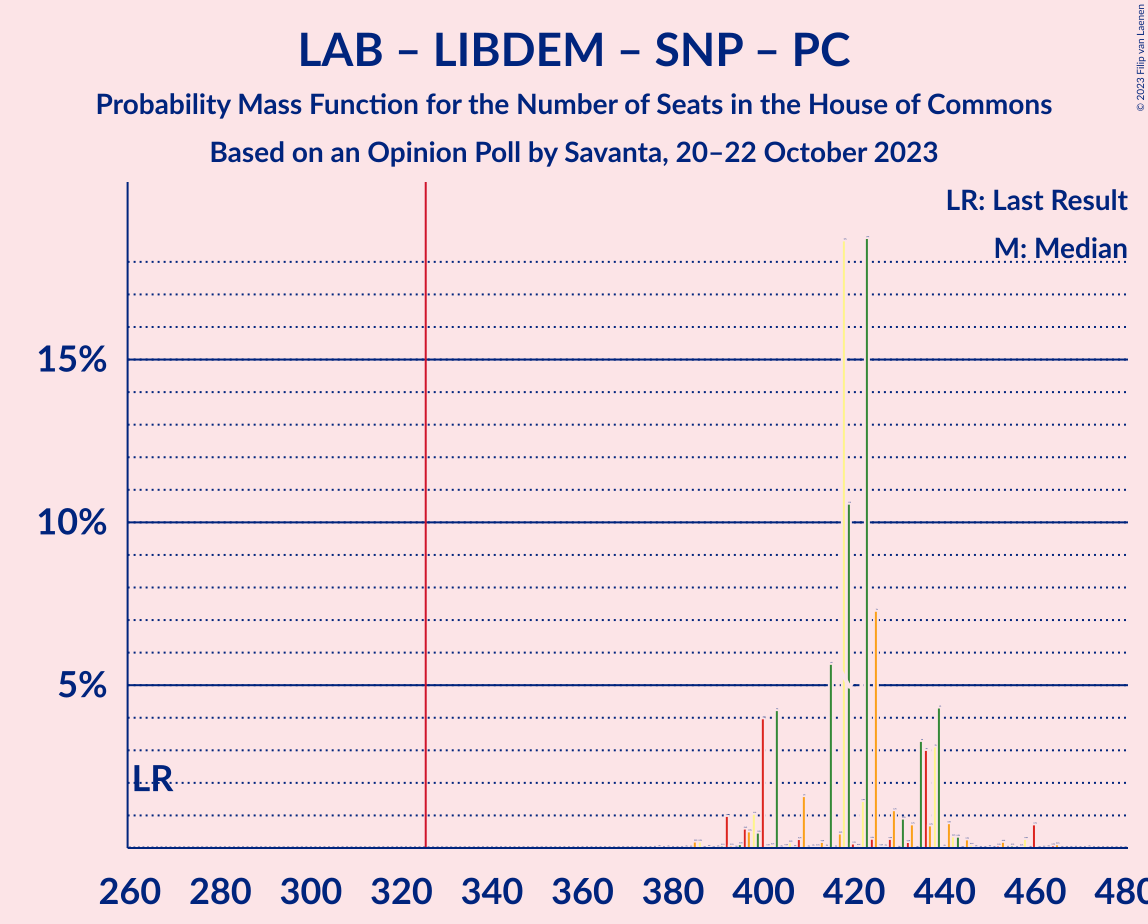 LAB – LIBDEM – SNP – PC
Probability Mass Function for the Number of Seats in the House of Commons
Based on an Opinion Poll by Savanta, 20–22 October 2023
© 2023 Filip van Laenen
LR: Last Result
M: Median
15%
10%
5%
LR
260 280 300 320 340 360 380 400 420 440 460 480